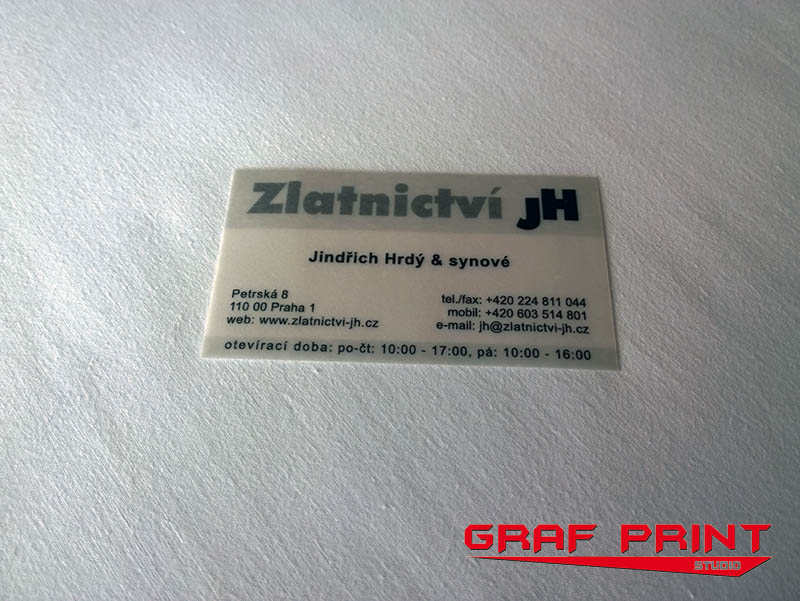 Zlatnictví jH
Jindřich Hrdý & synové
Petrská 8
110 00 Praha 1
web: www.zlatnictvi-jh.cz
tel./fax: +420 224 811 044
mobil: +420 603 514 801
e-mail: jh@zlatnictvi-jh.cz
otevírací doba: po-čt: 10:00 - 17:00, pá: 10:00 - 16:00
GRAF PRINT
STUDIO